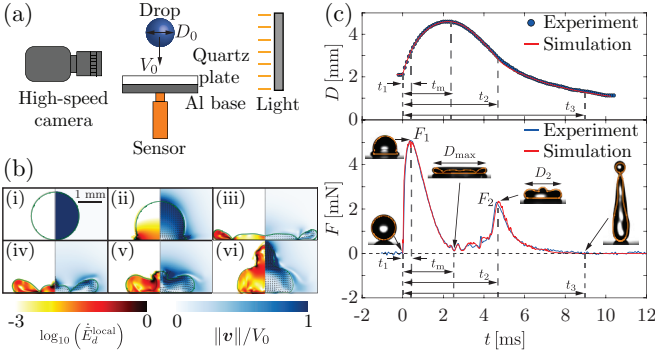 (a)
Drop
D₀
V₀
Quartz
plate
High-speed
camera
Al base
Light
Sensor
(b)
(i)
1 mm
(ii)
(iii)
(iv)
(v)
(vi)
-3
0
log₁₀ (Ėdlocal)
0
1
‖v‖/V₀
(c)
Experiment
Simulation
D [mm]
4
2
0
t₁
tm
t₂
t₃
Experiment
Simulation
F [mN]
4
2
0
2
F₁
Dmax
F₂
D₂
t₁
tm
t₂
t₃
-2 0 2 4 6 8 10 12
t [ms]